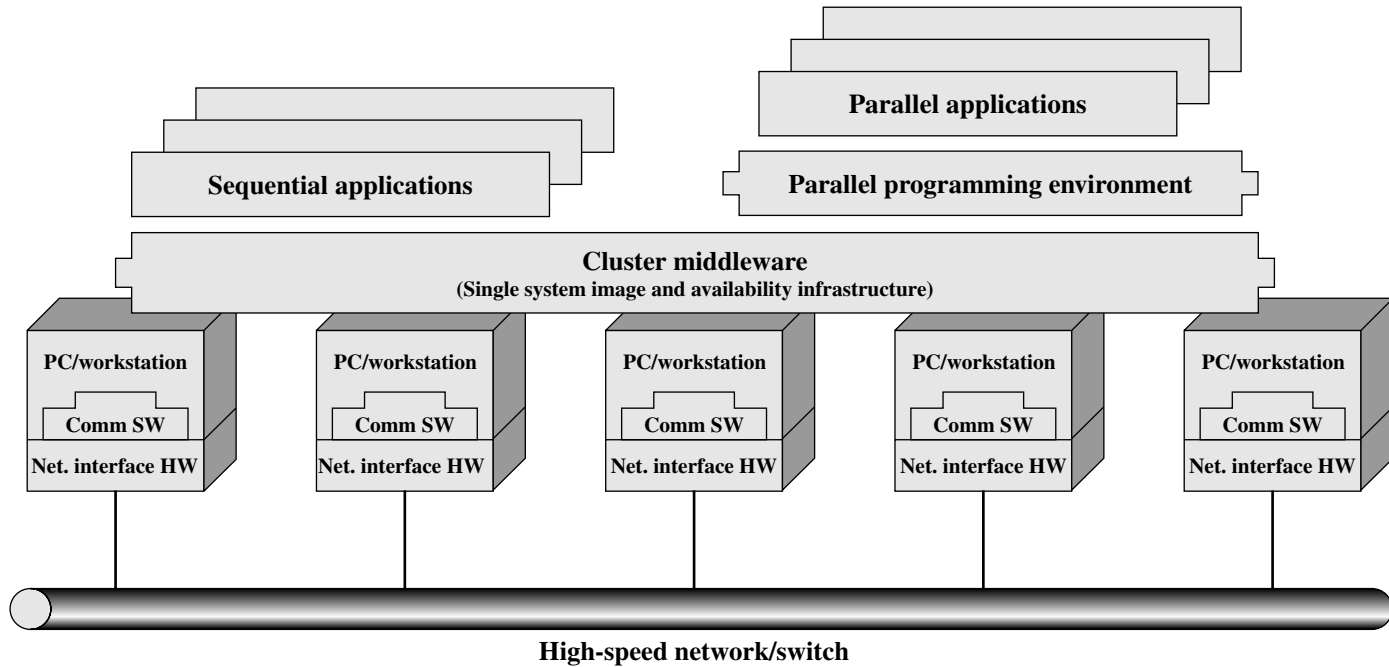 Parallel applications
Sequential applications
Parallel programming environment
Cluster middleware
(Single system image and availability infrastructure)
PC/workstation
PC/workstation
PC/workstation
PC/workstation
PC/workstation
Comm SW
Comm SW
Comm SW
Comm SW
Comm SW
Net. interface HW
Net. interface HW
Net. interface HW
Net. interface HW
Net. interface HW
High-speed network/switch